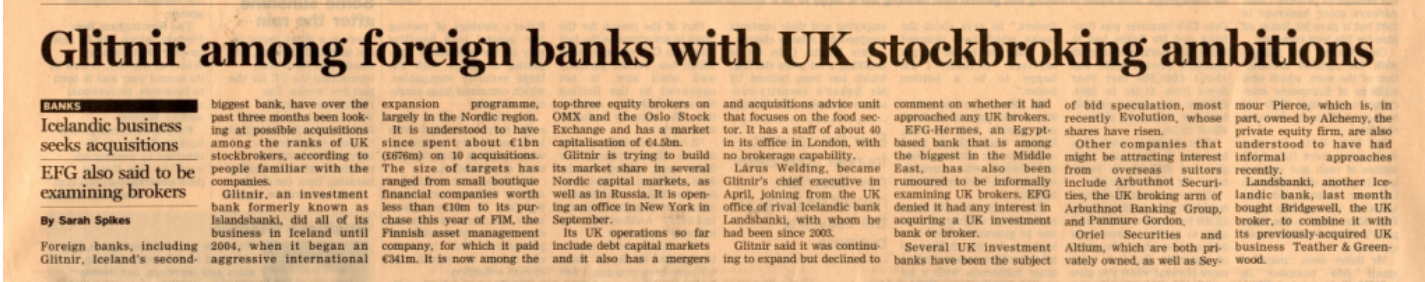 Glitnir among foreign banks with UK stockbroking ambitions
BANKS
Icelandic business
seeks acquisitions
EFG also said to be
examining brokers
By Sarah Spikes
Foreign banks, including
Glitnir, Iceland's second-
biggest bank, have over the
past three months been look-
ing at possible acquisitions
among the ranks of UK
stockbrokers, according to
people familiar with the
companies.
Glitnir, an investment
bank formerly known as
Islandsbanki, did all of its
business in Iceland until
2004, when it began an
aggressive international
expansion programme,
largely in the Nordic region.
It is understood to have
since spent about €1bn
(£676m) on 10 acquisitions.
The size of targets has
ranged from small boutique
financial companies worth
less than €10m to its pur-
chase this year of FIM, the
Finnish asset management
company, for which it paid
€341m. It is now among the
top-three equity brokers on
OMX and the Oslo Stock
Exchange and has a market
capitalisation of €4.5bn.
Glitnir is trying to build
its market share in several
Nordic capital markets, as
well as in Russia. It is open-
ing an office in New York in
September.
Its UK operations so far
include debt capital markets
and it also has a mergers
and acquisitions advice unit
that focuses on the food sec-
tor. It has a staff of about 40
in its office in London, with
no brokerage capability.
Lárus Welding, became
Glitnir's chief executive in
April, joining from the UK
office of rival Icelandic bank
Landsbanki, with whom he
had been since 2003.
Glitnir said it was continu-
ing to expand but declined to
comment on whether it had
approached any UK brokers.
EFG-Hermes, an Egypt-
based bank that is among
the biggest in the Middle
East, has also been
rumoured to be informally
examining UK brokers. EFG
denied it had any interest in
acquiring a UK investment
bank or broker.
Several UK investment
banks have been the subject
of bid speculation, most
recently Evolution, whose
shares have risen.
Other companies that
might be attracting interest
from overseas suitors
include Arbuthnot Securi-
ties, the UK broking arm of
Arbuthnot Banking Group,
and Panmure Gordon.
Oriel Securities and
Altium, which are both pri-
vately owned, as well as Sey-
mour Pierce, which is, in
part, owned by Alchemy, the
private equity firm, are also
understood to have had
informal approaches
recently.
Landsbanki, another Ice-
landic bank, last month
bought Bridgewell, the UK
broker, to combine it with
its previously-acquired UK
business Teather & Green-
wood.